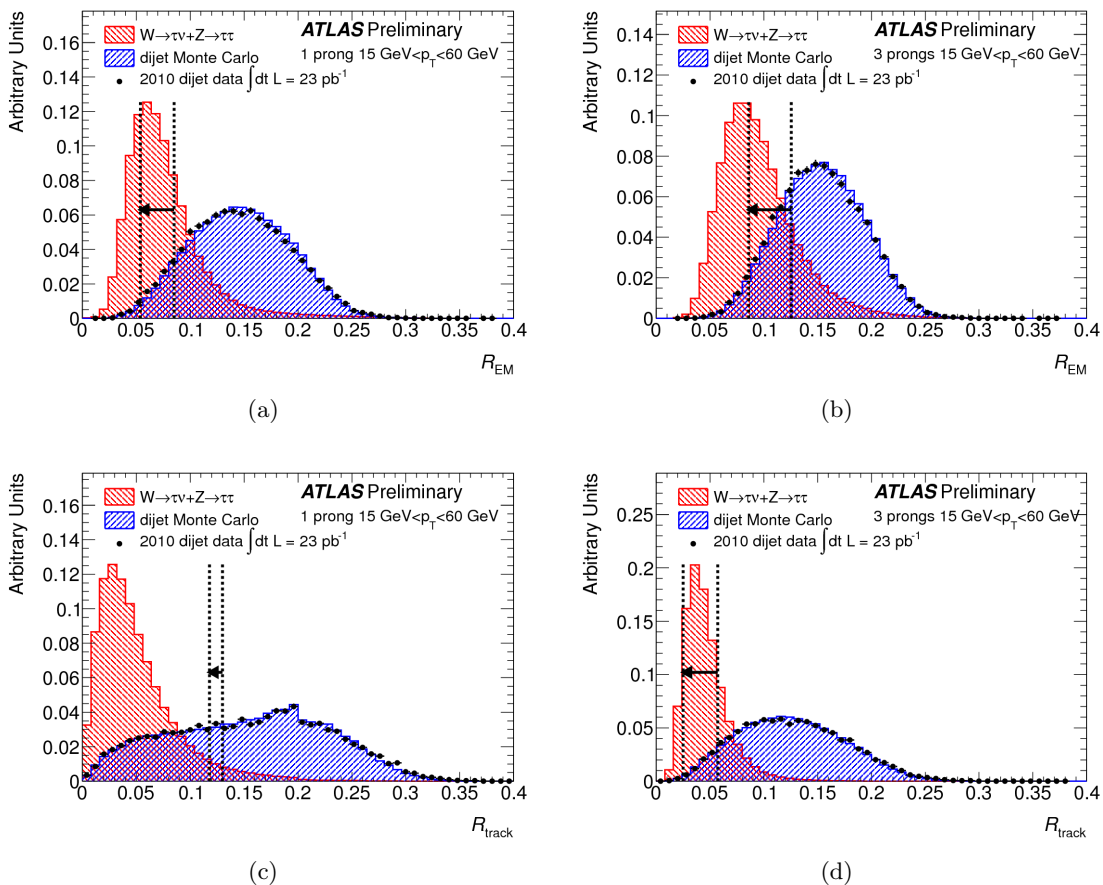 Arbitrary Units
0.16
0.14
0.12
0.1
0.08
0.06
0.04
0.02
0
W→τν+Z→ττ
dijet Monte Carlo
2010 dijet data ∫dt L = 23 pb⁻¹
ATLAS Preliminary
1 prong 15 GeV<p_T<60 GeV
0 0.05 0.1 0.15 0.2 0.25 0.3 0.35 0.4
R_EM
(a)
Arbitrary Units
0.14
0.12
0.1
0.08
0.06
0.04
0.02
0
W→τν+Z→ττ
dijet Monte Carlo
2010 dijet data ∫dt L = 23 pb⁻¹
ATLAS Preliminary
3 prongs 15 GeV<p_T<60 GeV
0 0.05 0.1 0.15 0.2 0.25 0.3 0.35 0.4
R_EM
(b)
Arbitrary Units
0.16
0.14
0.12
0.1
0.08
0.06
0.04
0.02
0
W→τν+Z→ττ
dijet Monte Carlo
2010 dijet data ∫dt L = 23 pb⁻¹
ATLAS Preliminary
1 prong 15 GeV<p_T<60 GeV
0 0.05 0.1 0.15 0.2 0.25 0.3 0.35 0.4
R_track
(c)
Arbitrary Units
0.25
0.2
0.15
0.1
0.05
0
W→τν+Z→ττ
dijet Monte Carlo
2010 dijet data ∫dt L = 23 pb⁻¹
ATLAS Preliminary
3 prongs 15 GeV<p_T<60 GeV
0 0.05 0.1 0.15 0.2 0.25 0.3 0.35 0.4
R_track
(d)